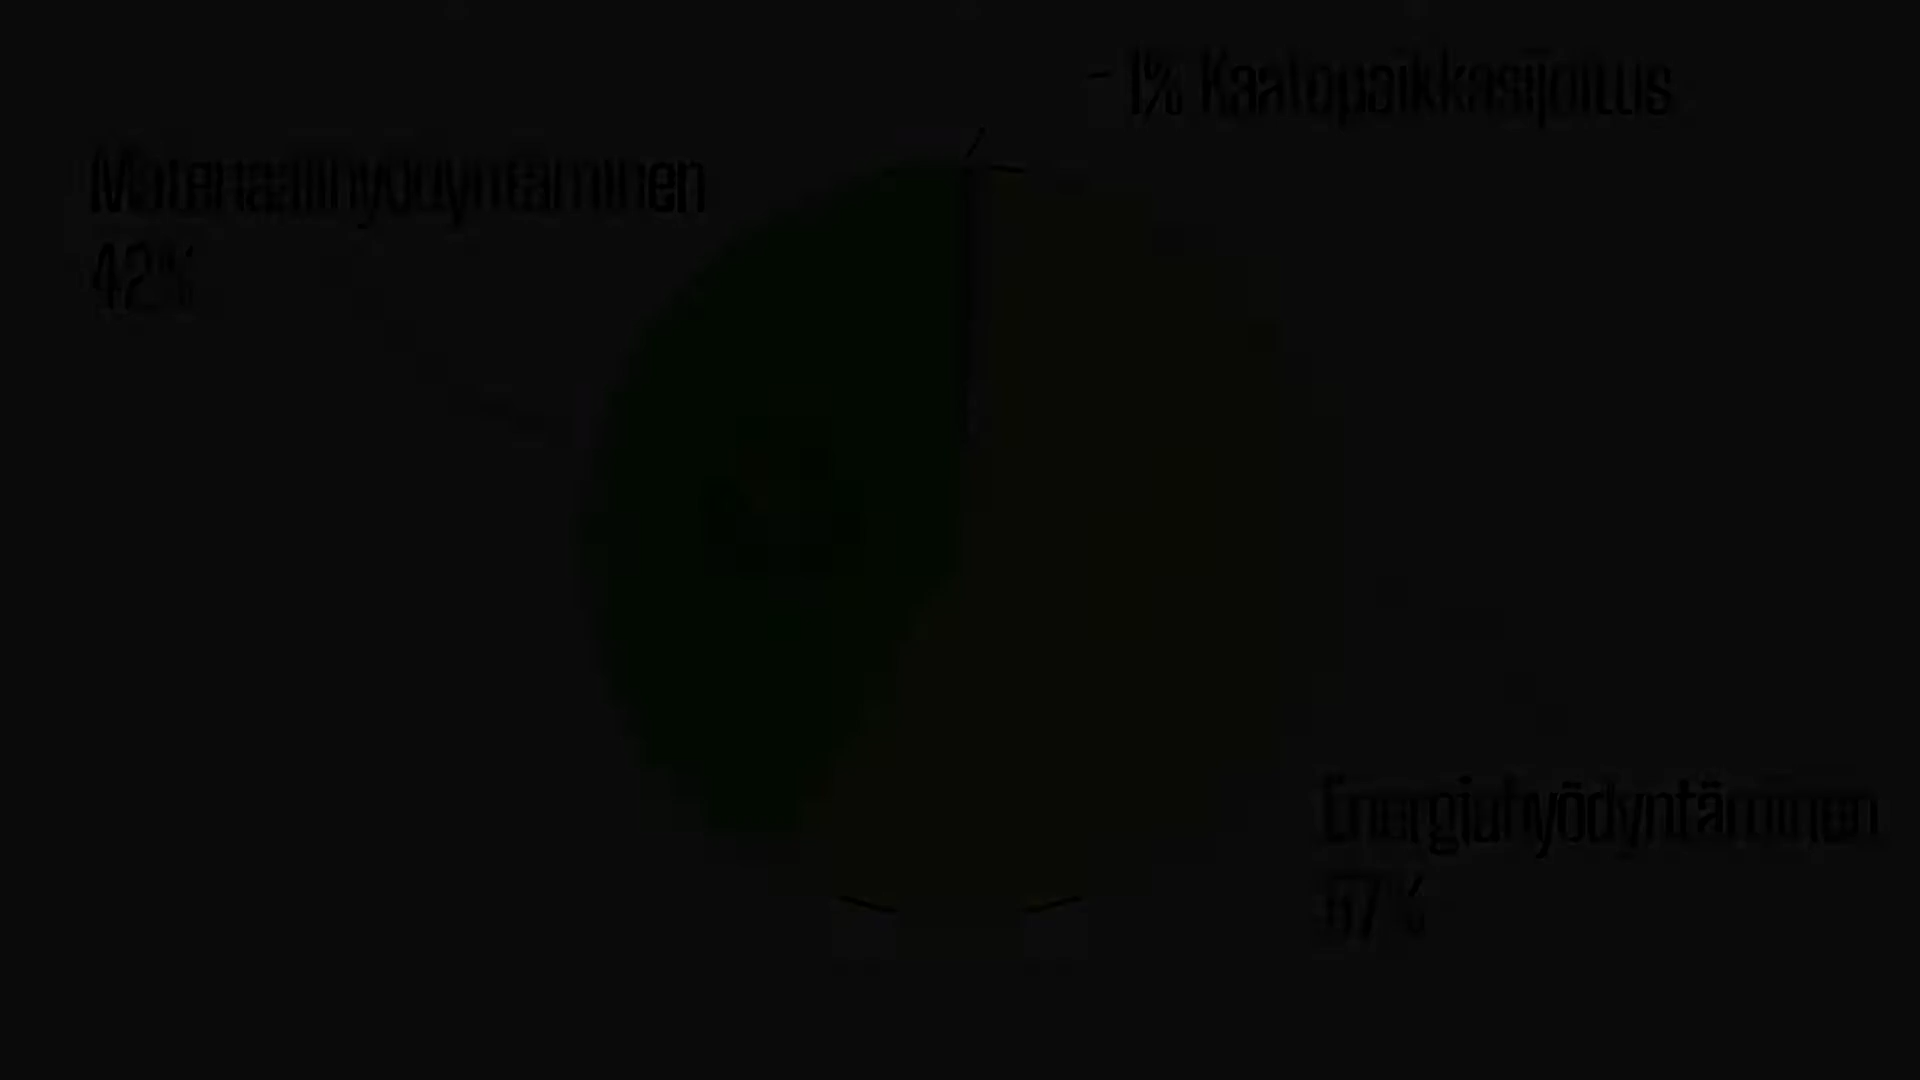 1% Kaatopaikkasijoitus
Materiaalihyödyntäminen
42%
Energiahyödyntäminen
57%